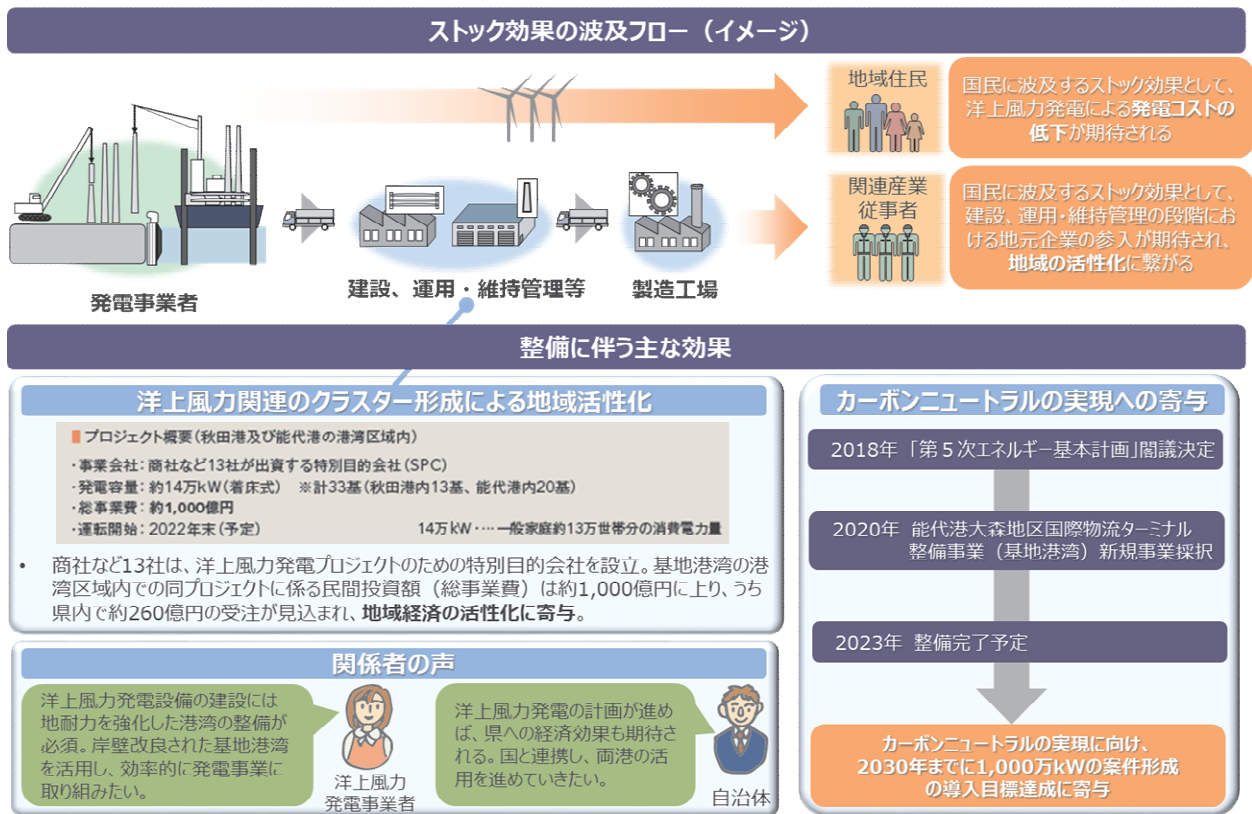 ストック効果の波及フロー（イメージ）
地域住民
国民に波及するストック効果として、
洋上風力発電による発電コストの
低下が期待される
関連産業
従事者
国民に波及するストック効果として、
建設、運用・維持管理の段階にお
ける地元企業の参入が期待され、
地域の活性化に繋がる
発電事業者
建設、運用・維持管理等
製造工場
整備に伴う主な効果
洋上風力関連のクラスター形成による地域活性化
プロジェクト概要（秋田港及び能代港の港湾区域内）
・事業会社：商社など13社が出資する特別目的会社（SPC）
・発電容量：約14万kW（着床式）　※計33基（秋田港内13基、能代港内20基）
・総事業費：約1,000億円
・運転開始：2022年末（予定）　14万kW‥‥一般家庭約13万世帯分の消費電力量
• 商社など13社は、洋上風力発電プロジェクトのための特別目的会社を設立。基地港湾の港
湾区域内での同プロジェクトに係る民間投資額（総事業費）は約1,000億円に上り、うち
県内で約260億円の受注が見込まれ、地域経済の活性化に寄与。
関係者の声
洋上風力発電設備の建設には
地耐力を強化した港湾の整備が
必須。岸壁改良された基地港湾
を活用し、効率的に発電事業に
取り組みたい。
洋上風力
発電事業者
洋上風力発電の計画が進め
ば、県への経済効果も期待さ
れる。国と連携し、両港の活
用を進めていきたい。
自治体
カーボンニュートラルの実現への寄与
2018年「第５次エネルギー基本計画」閣議決定
2020年 能代港大森地区国際物流ターミナル
整備事業（基地港湾）新規事業採択
2023年 整備完了予定
カーボンニュートラルの実現に向け、
2030年までに1,000万kWの案件形成
の導入目標達成に寄与